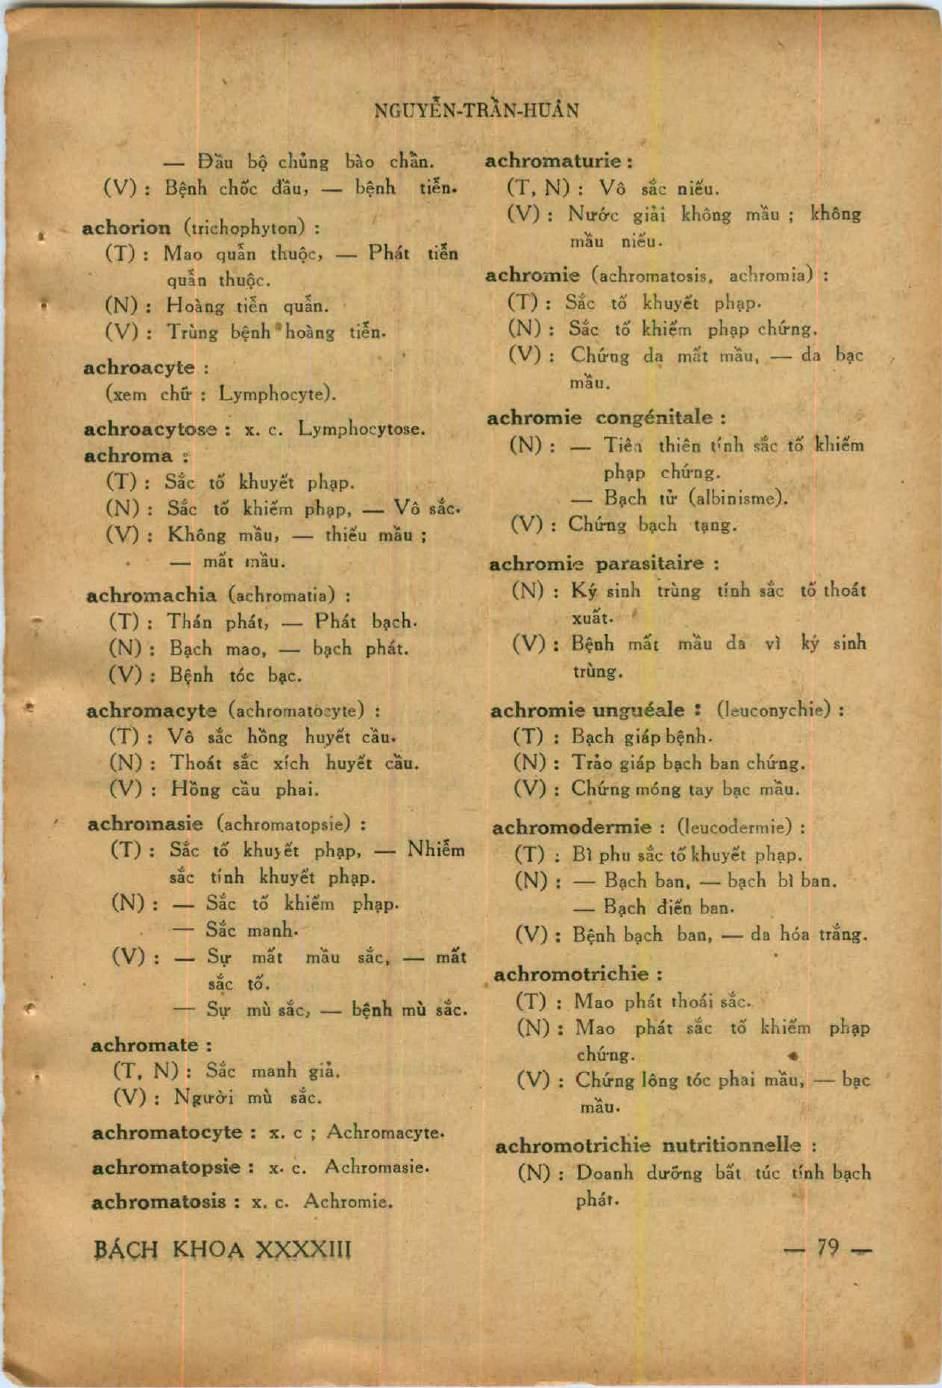 NGUYỄN-TRẦN-HUÂN
— Đầu bộ chủng bào chẩn.
(V) : Bệnh chốc đầu, — bệnh tiễn.
achorion (trichophyton) :
(T) : Mao quẩn thuộc, — Phát tiễn
quẩn thuộc.
(N) : Hoàng tiễn quẩn.
(V) : Trùng bệnh hoàng tiễn.
achroacyte :
(xem chữ : Lymphocyte).
achroacytose : x. c. Lymphocytose.
achroma :
(T) : Sắc tố khuyết phạp.
(N) : Sắc tố khiếm phạp, — Vô sắc.
(V) : Không mầu, — thiếu mầu ;
— mất mầu.
achromachia (achromatia) :
(T) : Thán phát, — Phát bạch.
(N) : Bạch mao, — bạch phát.
(V) : Bệnh tóc bạc.
achromacyte (achromatocyte) :
(T) : Vô sắc hồng huyết cầu.
(N) : Thoát sắc xích huyết cầu.
(V) : Hồng cầu phai.
achromasie (achromatopsie) :
(T) : Sắc tố khuyết phạp, — Nhiễm
sắc tính khuyết phạp.
(N) : — Sắc tố khiếm phạp.
— Sắc manh.
(V) : — Sự mất mầu sắc, — mất
sắc tố.
— Sự mù sắc, — bệnh mù sắc.
achromate :
(T, N) : Sắc manh giả.
(V) : Người mù sắc.
achromatocyte : x. c ; Achromacyte.
achromatopsie : x. c. Achromasie.
achromatosis : x. c. Achromie.
achromaturie :
(T, N) : Vô sắc niếu.
(V) : Nước giải không mầu ; không
mầu niếu.
achromie (achromatosis, achromia) :
(T) : Sắc tố khuyết phạp.
(N) : Sắc tố khiếm phạp chứng.
(V) : Chứng da mất mầu, — da bạc
mầu.
achromie congénitale :
(N) : — Tiên thiên tính sắc tố khiếm
phạp chứng.
— Bạch tử (albinisme).
(V) : Chứng bạch tạng.
achromie parasitaire :
(N) : Ký sinh trùng tính sắc tố thoát
xuất.
(V) : Bệnh mất mầu da vì ký sinh
trùng.
achromie unguéale : (leuconychie) :
(T) : Bạch giáp bệnh.
(N) : Trảo giáp bạch ban chứng.
(V) : Chứng móng tay bạc mầu.
achromodermie : (leucodermie) :
(T) : Bì phu sắc tố khuyết phạp.
(N) : — Bạch ban, — bạch bì ban.
— Bạch điến ban.
(V) : Bệnh bạch ban, — da hóa trắng.
achromotrichie :
(T) : Mao phát thoái sắc.
(N) : Mao phát sắc tố khiếm phạp
chứng.
(V) : Chứng lông tóc phai mầu, — bạc
mầu.
achromotrichie nutritionnelle :
(N) : Doanh dưỡng bất túc tính bạch
phát.
BÁCH KHOA XXXXIII
— 79 —